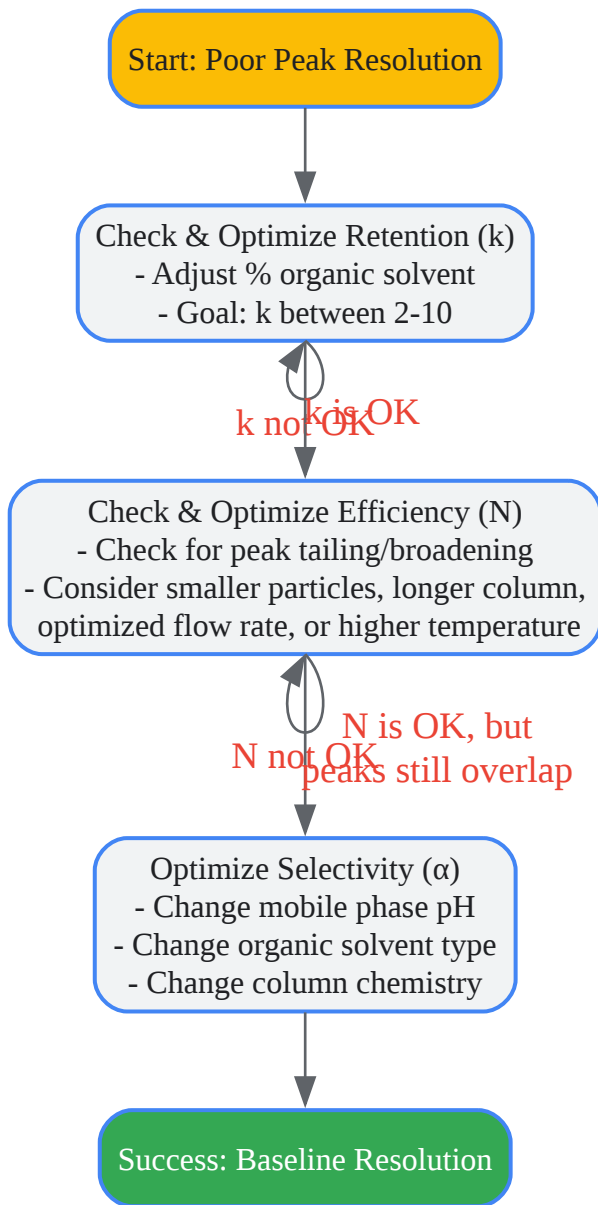 Start: Poor Peak Resolution
Check & Optimize Retention (k)
- Adjust % organic solvent
- Goal: k between 2-10
k not OK
k is OK
Check & Optimize Efficiency (N)
- Check for peak tailing/broadening
- Consider smaller particles, longer column,
optimized flow rate, or higher temperature
N not OK
N is OK, but
peaks still overlap
Optimize Selectivity (α)
- Change mobile phase pH
- Change organic solvent type
- Change column chemistry
Success: Baseline Resolution